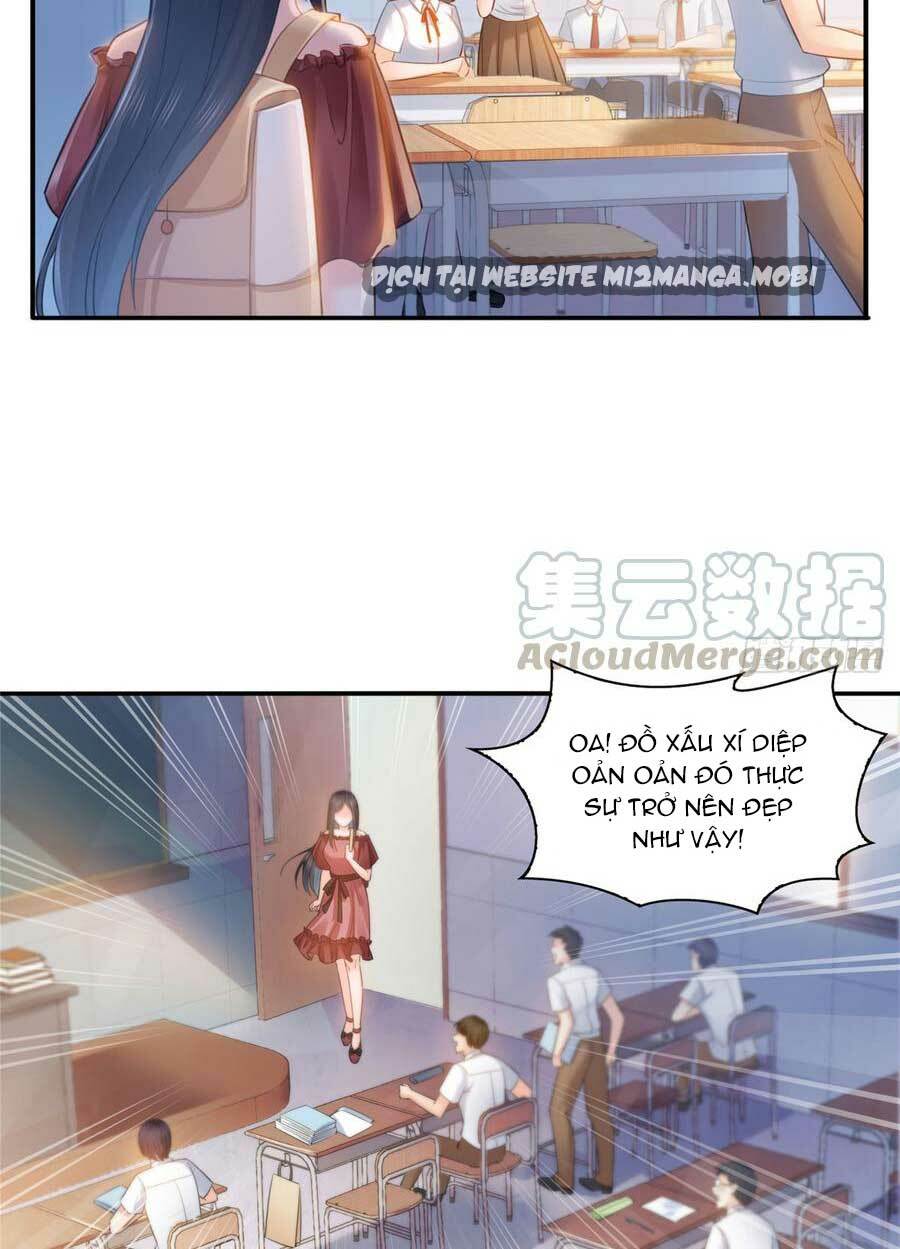 DỊCH TẠI WEBSITE MI2MANGA.MOBI
集云数据
ACloudMerge.com
OA! ĐỒ XẤU XÍ DIỆP
OẢN OẢN ĐÓ THỰC
SỰ TRỞ NÊN ĐẸP
NHƯ VẬY!